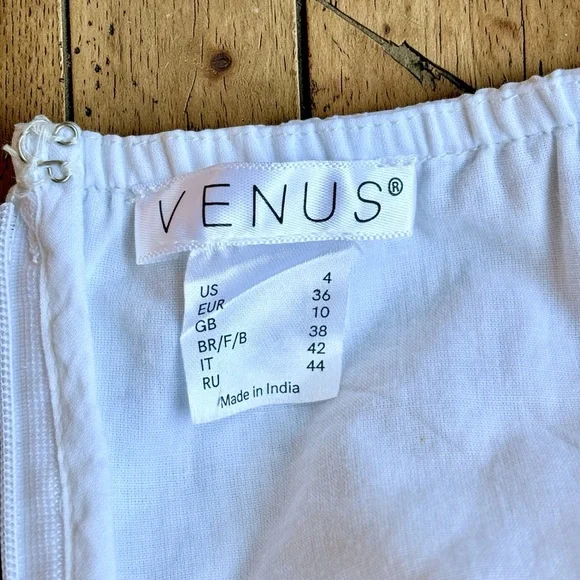 VENUS®
US 4
EUR 36
GB 10
BR/F/B 38
IT 42
RU 44
Made in India